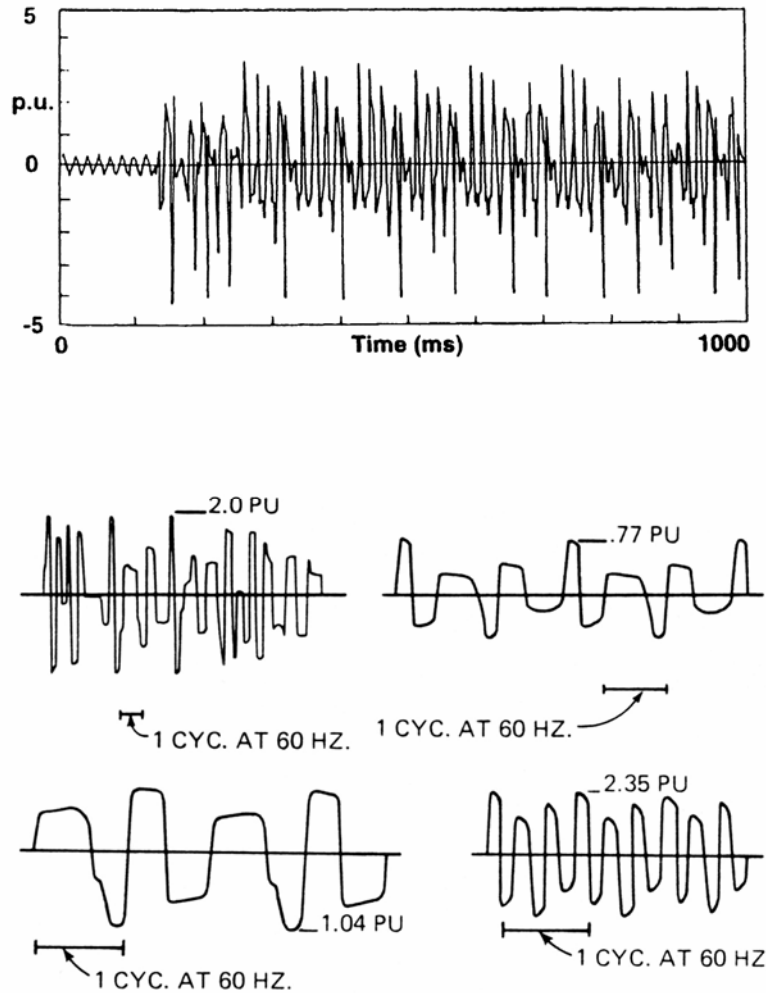 5
p.u.
0
-5
0
Time (ms)
1000
2.0 PU
.77 PU
1 CYC. AT 60 HZ.
1 CYC. AT 60 HZ.
2.35 PU
1.04 PU
1 CYC. AT 60 HZ
1 CYC. AT 60 HZ.